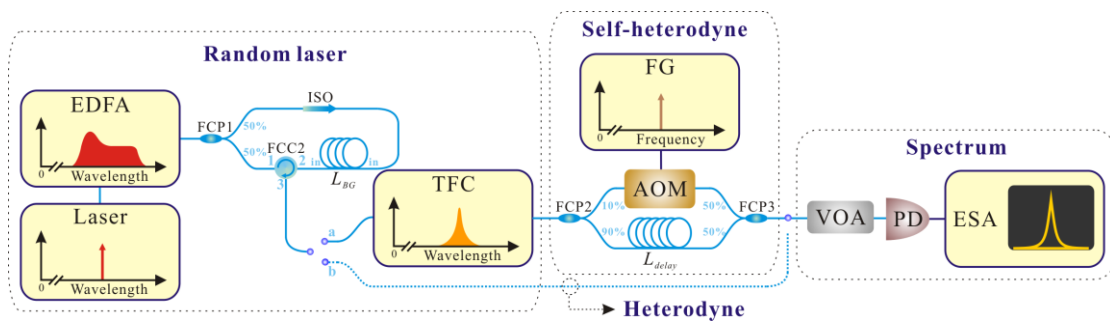 Random laser
EDFA
0
Wavelength
Laser
0
Wavelength
FCP1
50%
50%
ISO
FCC2
1
2
3
in
in
L_BG
a
b
TFC
0
Wavelength
Self-heterodyne
FG
0
Frequency
AOM
FCP2
10%
90%
50%
50%
FCP3
L_delay
Heterodyne
Spectrum
VOA
PD
ESA